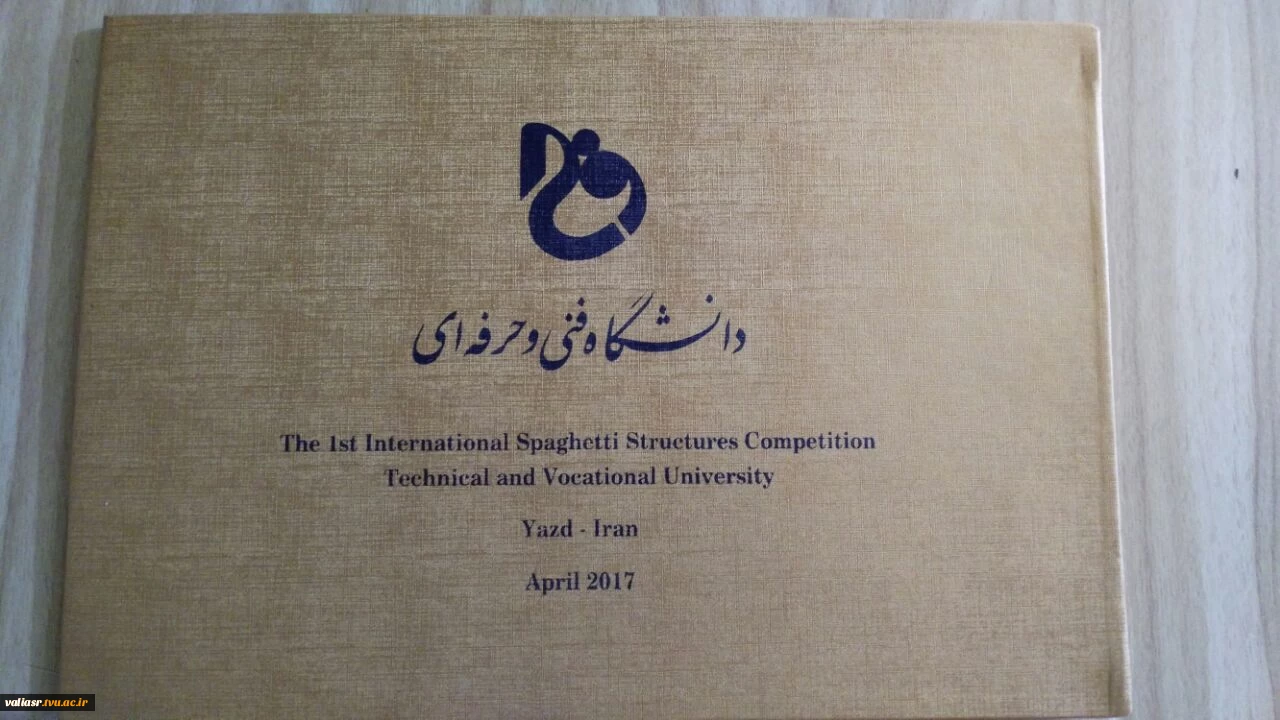 دانشگاه فنی و حرفه ای
The 1st International Spaghetti Structures Competition
Technical and Vocational University
Yazd - Iran
April 2017
valiasr.tvu.ac.ir